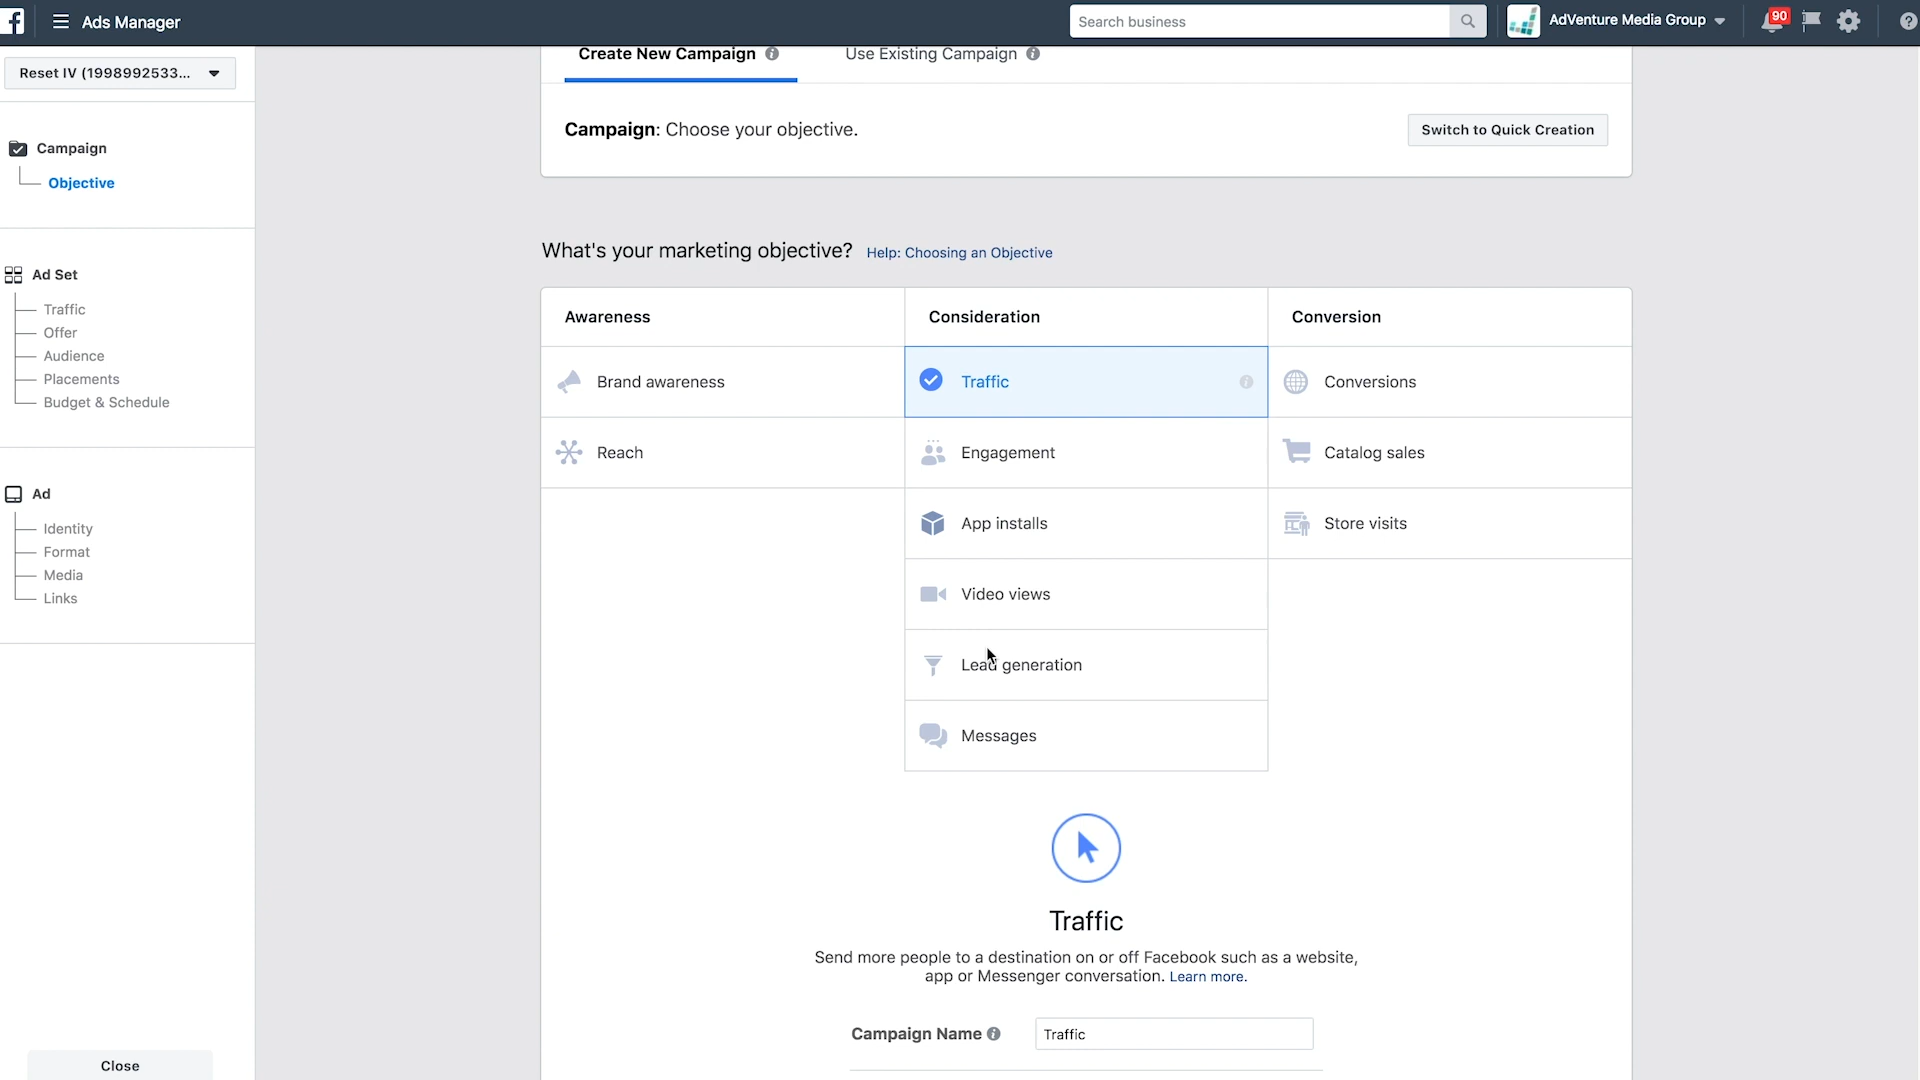 Ads Manager
Search business
AdVenture Media Group
90
Reset IV (1998992533...
Campaign
Objective
Ad Set
Traffic
Offer
Audience
Placements
Budget & Schedule
Ad
Identity
Format
Media
Links
Close
Create New Campaign
Use Existing Campaign
Campaign: Choose your objective.
Switch to Quick Creation
What's your marketing objective? Help: Choosing an Objective
Awareness
Consideration
Conversion
Brand awareness
Traffic
Conversions
Reach
Engagement
Catalog sales
App installs
Store visits
Video views
Lead generation
Messages
Traffic
Send more people to a destination on or off Facebook such as a website,
app or Messenger conversation. Learn more.
Campaign Name
Traffic